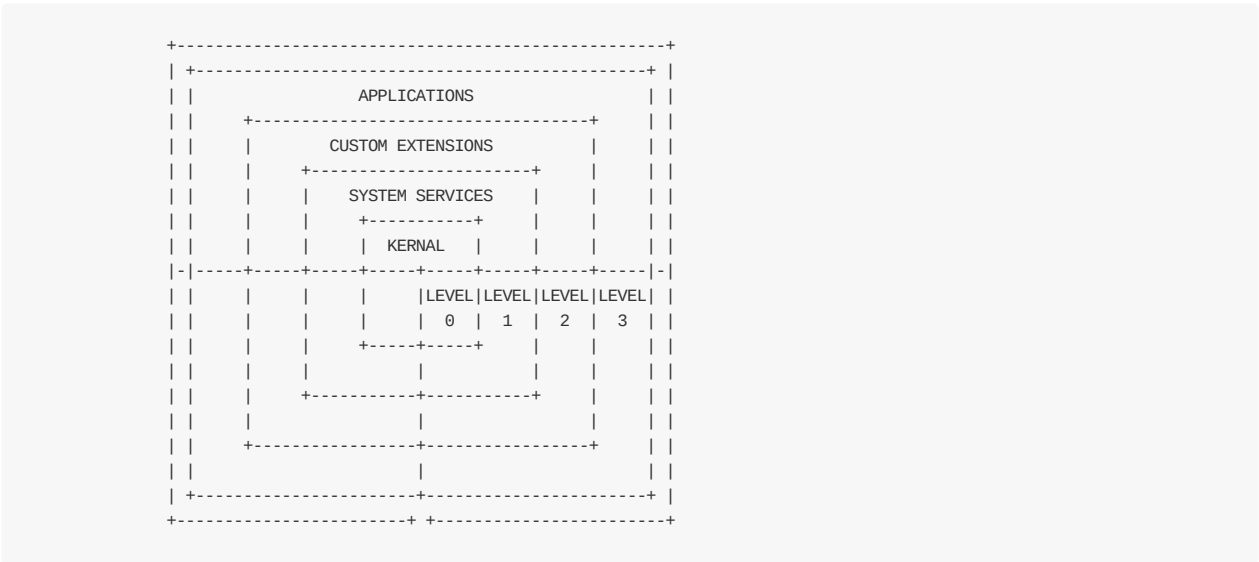 APPLICATIONS
CUSTOM EXTENSIONS
SYSTEM SERVICES
KERNAL
LEVEL LEVEL LEVEL LEVEL
0 1 2 3